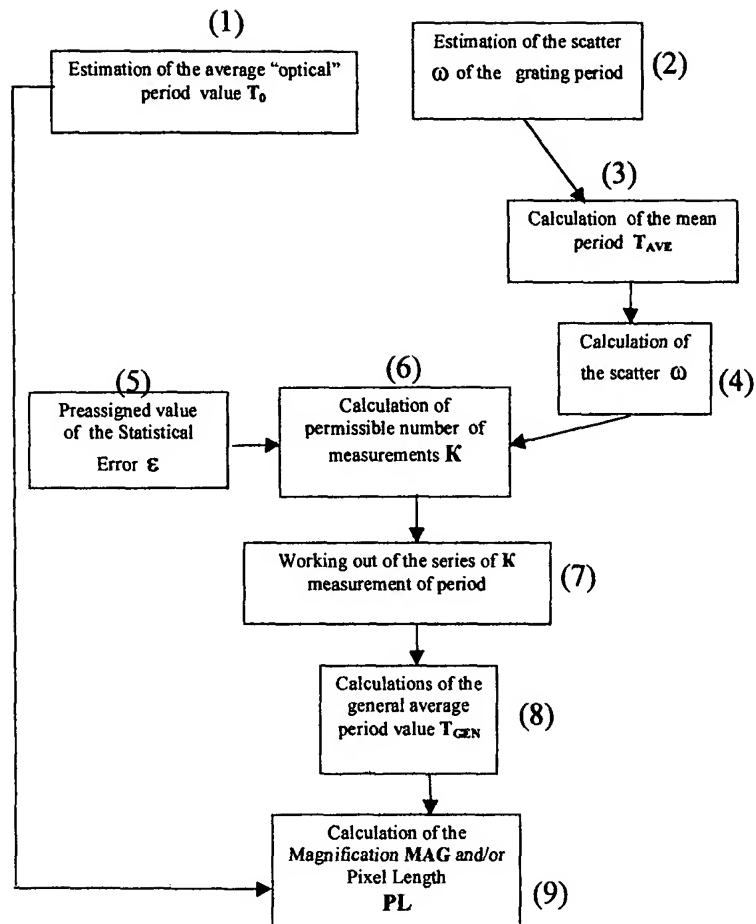 (1)
Estimation of the average “optical”
period value T₀
Estimation of the scatter
ω of the grating period
(2)
(3)
Calculation of the mean
period T_AVE
Calculation of
the scatter ω
(4)
(5)
Preassigned value
of the Statistical
Error ε
(6)
Calculation of
permissible number of
measurements K
Working out of the series of K
measurement of period
(7)
Calculations of the
general average
period value T_GEN
(8)
Calculation of the
Magnification MAG and/or
Pixel Length
PL
(9)